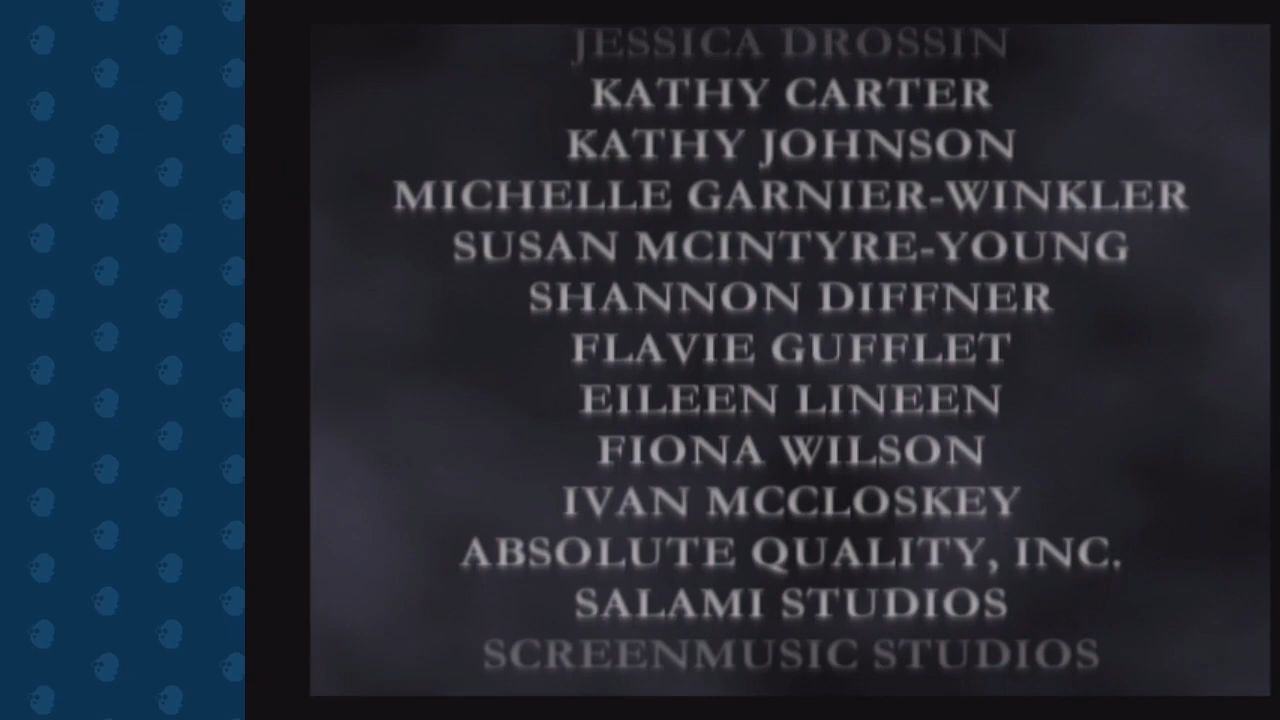 JESSICA DROSSIN
KATHY CARTER
KATHY JOHNSON
MICHELLE GARNIER-WINKLER
SUSAN MCINTYRE-YOUNG
SHANNON DIFFNER
FLAVIE GUFFLET
EILEEN LINEEN
FIONA WILSON
IVAN MCCLOSKEY
ABSOLUTE QUALITY, INC.
SALAMI STUDIOS
SCREENMUSIC STUDIOS